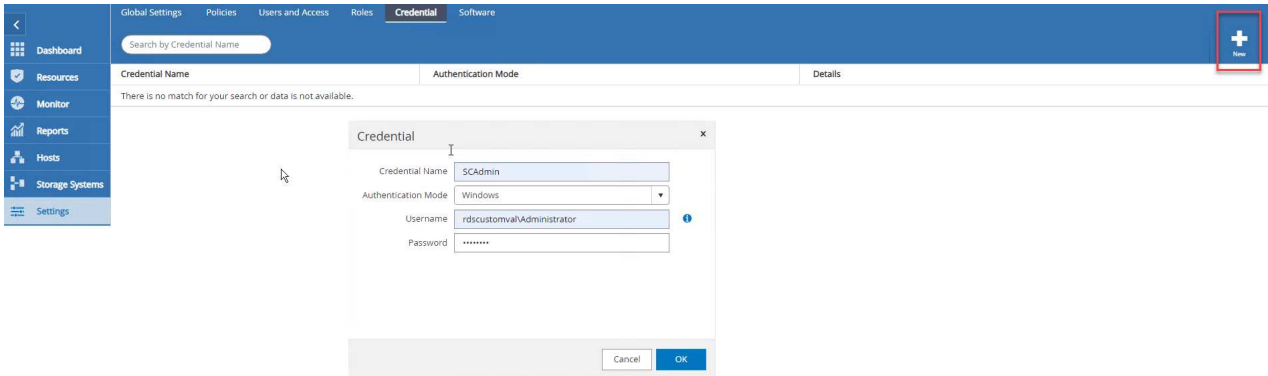 Global Settings Policies Users and Access Roles Credential Software
Dashboard
Search by Credential Name
New
Resources
Credential Name Authentication Mode Details
Monitor
There is no match for your search or data is not available.
Reports
Hosts
Storage Systems
Settings
Credential x
Credential Name SCAdmin
Authentication Mode Windows
Username rdscustomval\Administrator
Password ••••••••
Cancel OK